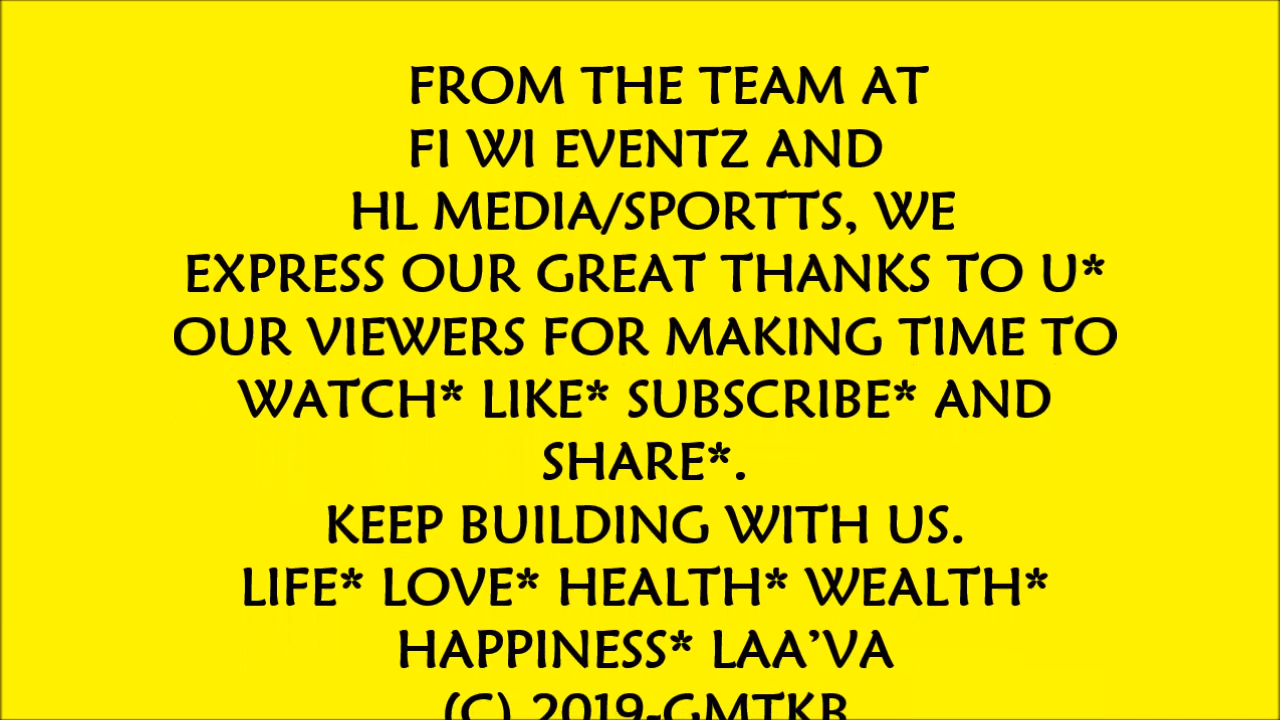 FROM THE TEAM AT
FI WI EVENTZ AND
HL MEDIA/SPORTTS, WE
EXPRESS OUR GREAT THANKS TO U*
OUR VIEWERS FOR MAKING TIME TO
WATCH* LIKE* SUBSCRIBE* AND
SHARE*.
KEEP BUILDING WITH US.
LIFE* LOVE* HEALTH* WEALTH*
HAPPINESS* LAA’VA
(C) 2019-GMTKB